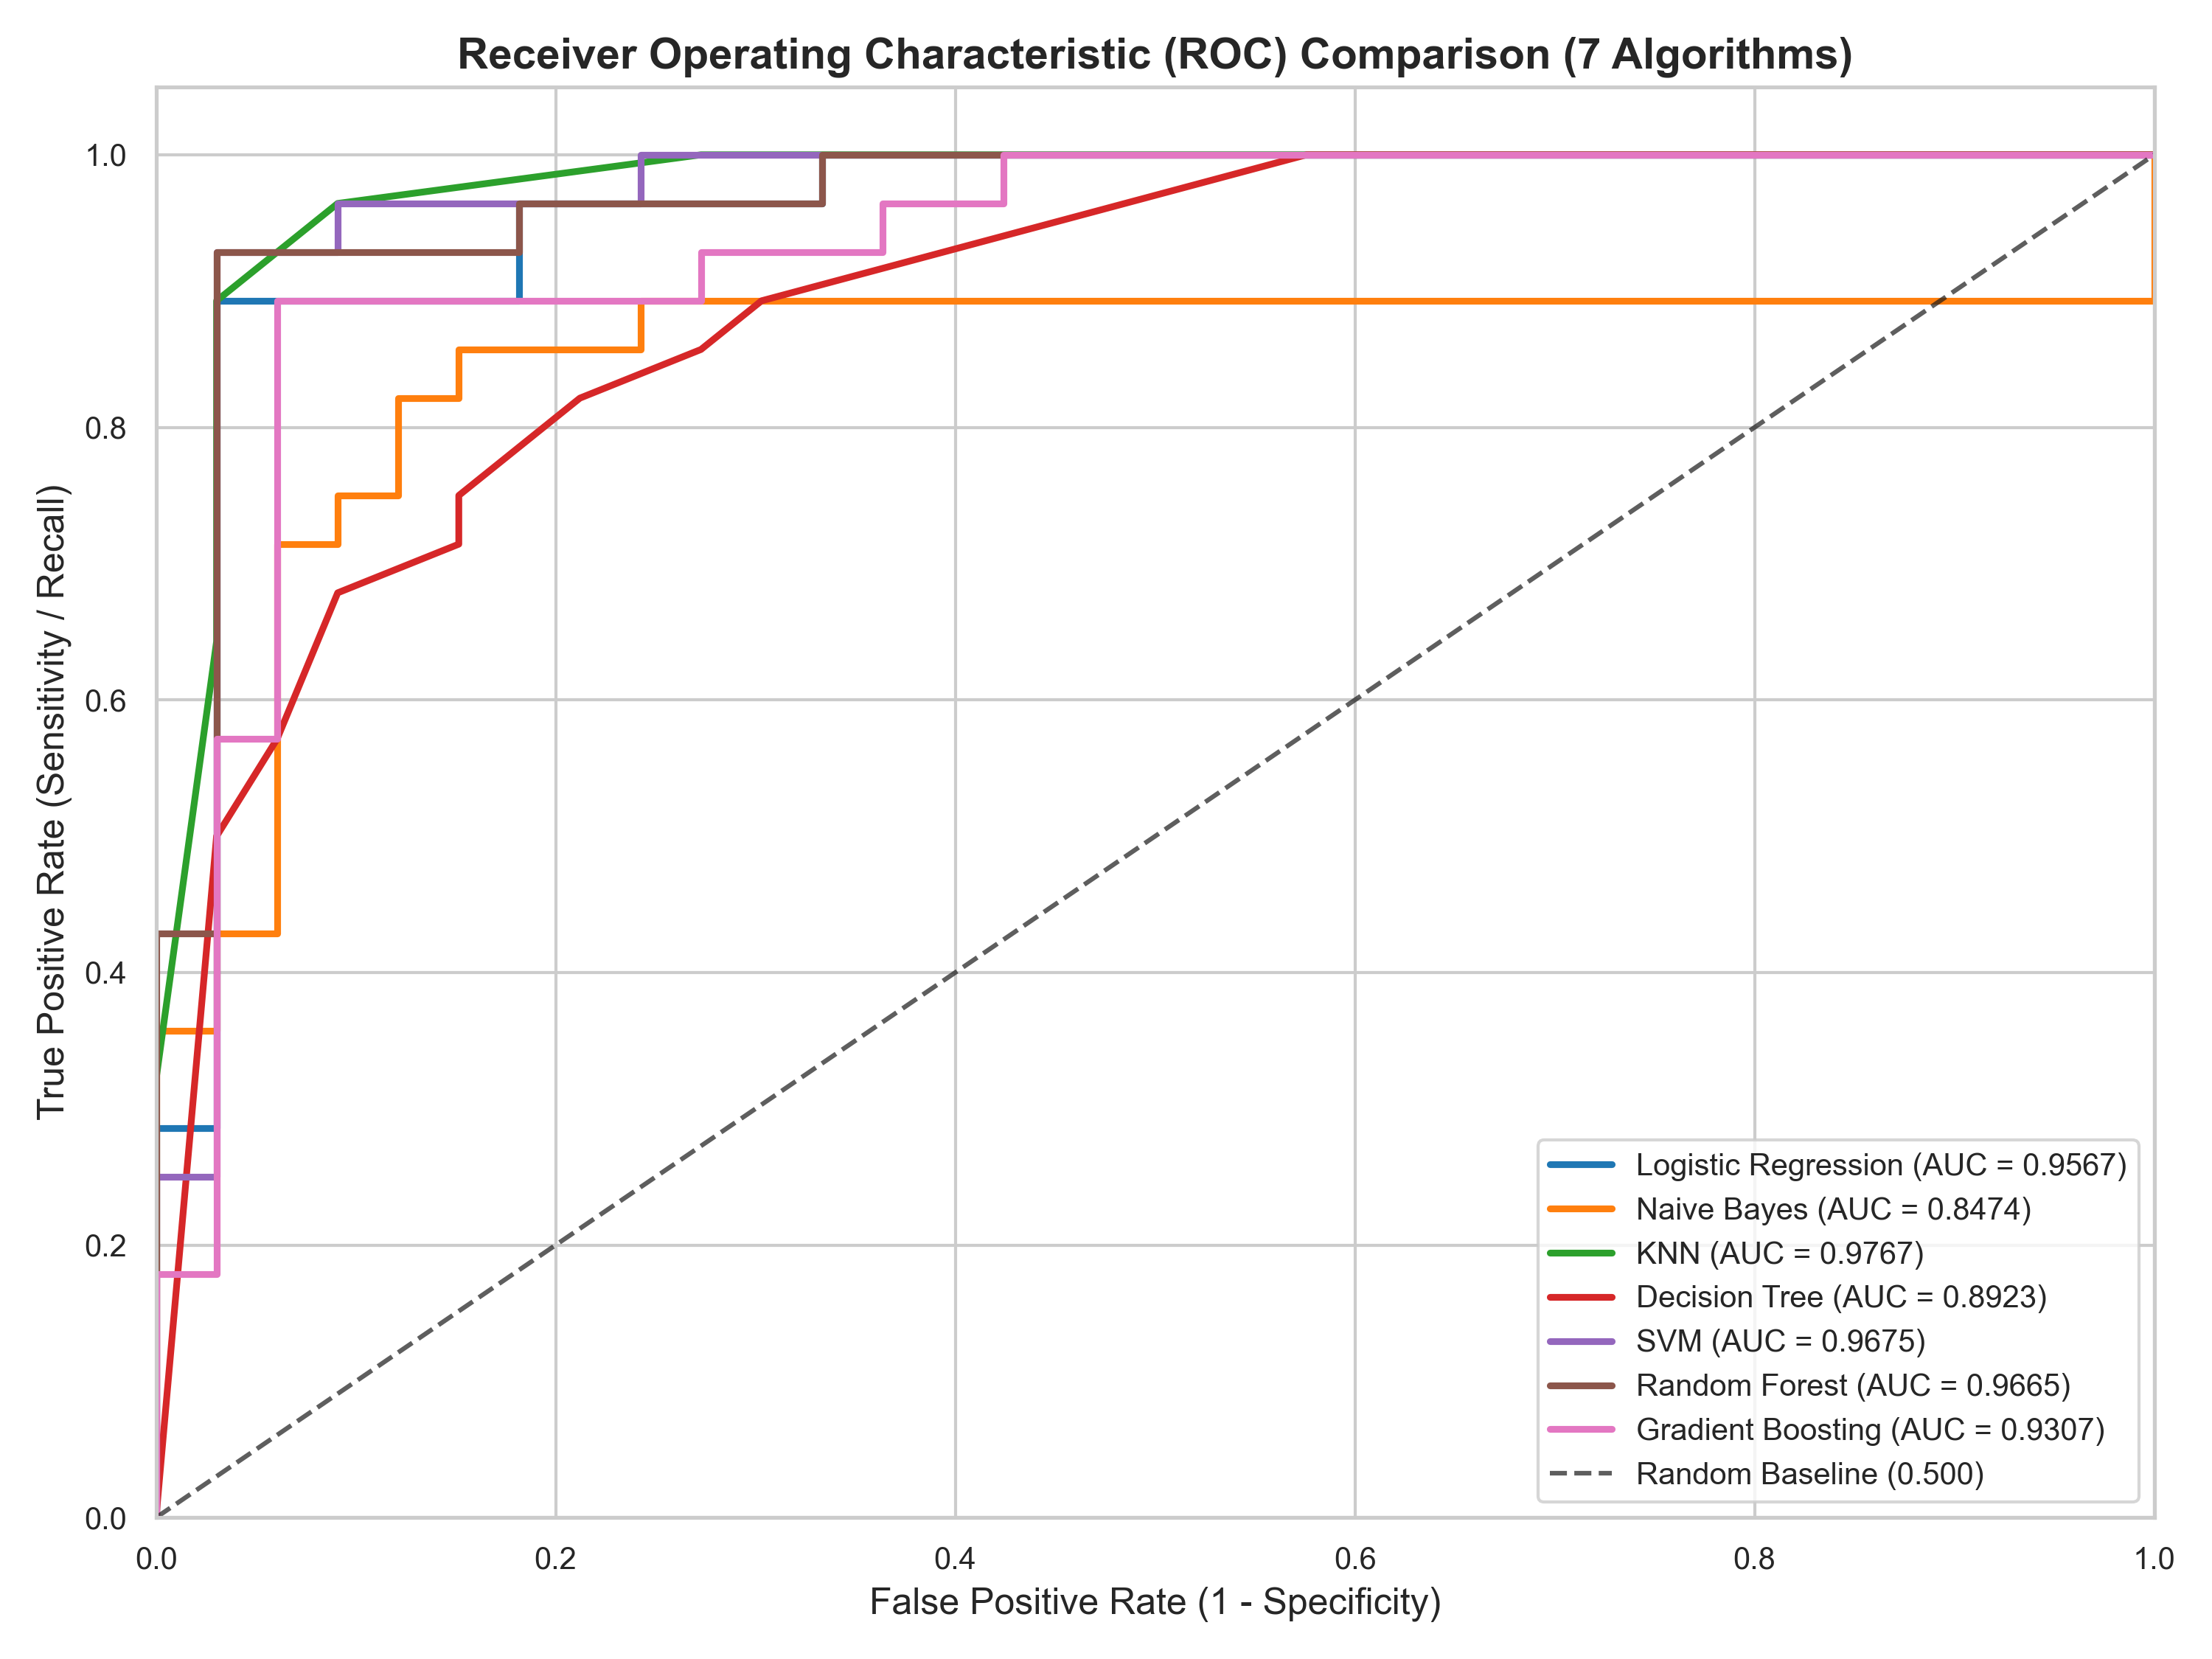 Receiver Operating Characteristic (ROC) Comparison (7 Algorithms)
True Positive Rate (Sensitivity / Recall)
1.0
0.8
0.6
0.4
0.2
0.0
0.0 0.2 0.4 0.6 0.8 1.0
False Positive Rate (1 - Specificity)
Logistic Regression (AUC = 0.9567)
Naive Bayes (AUC = 0.8474)
KNN (AUC = 0.9767)
Decision Tree (AUC = 0.8923)
SVM (AUC = 0.9675)
Random Forest (AUC = 0.9665)
Gradient Boosting (AUC = 0.9307)
Random Baseline (0.500)